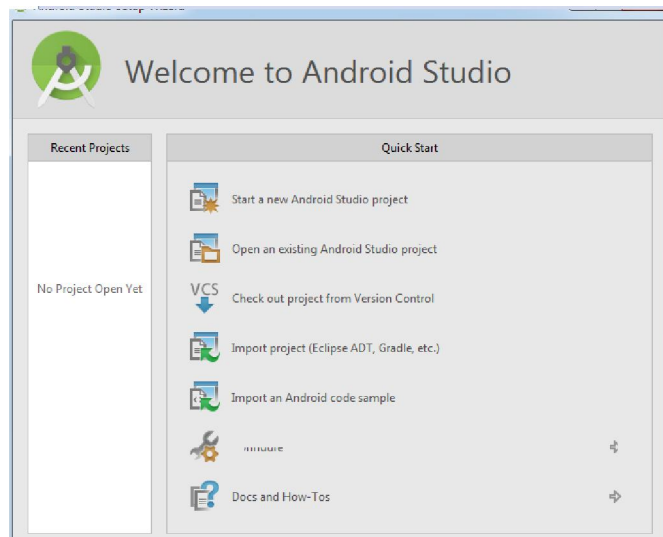 Welcome to Android Studio
Recent Projects
Quick Start
Start a new Android Studio project
Open an existing Android Studio project
No Project Open Yet
VCS
Check out project from Version Control
Import project (Eclipse ADT, Gradle, etc.)
Import an Android code sample
Docs and How-Tos